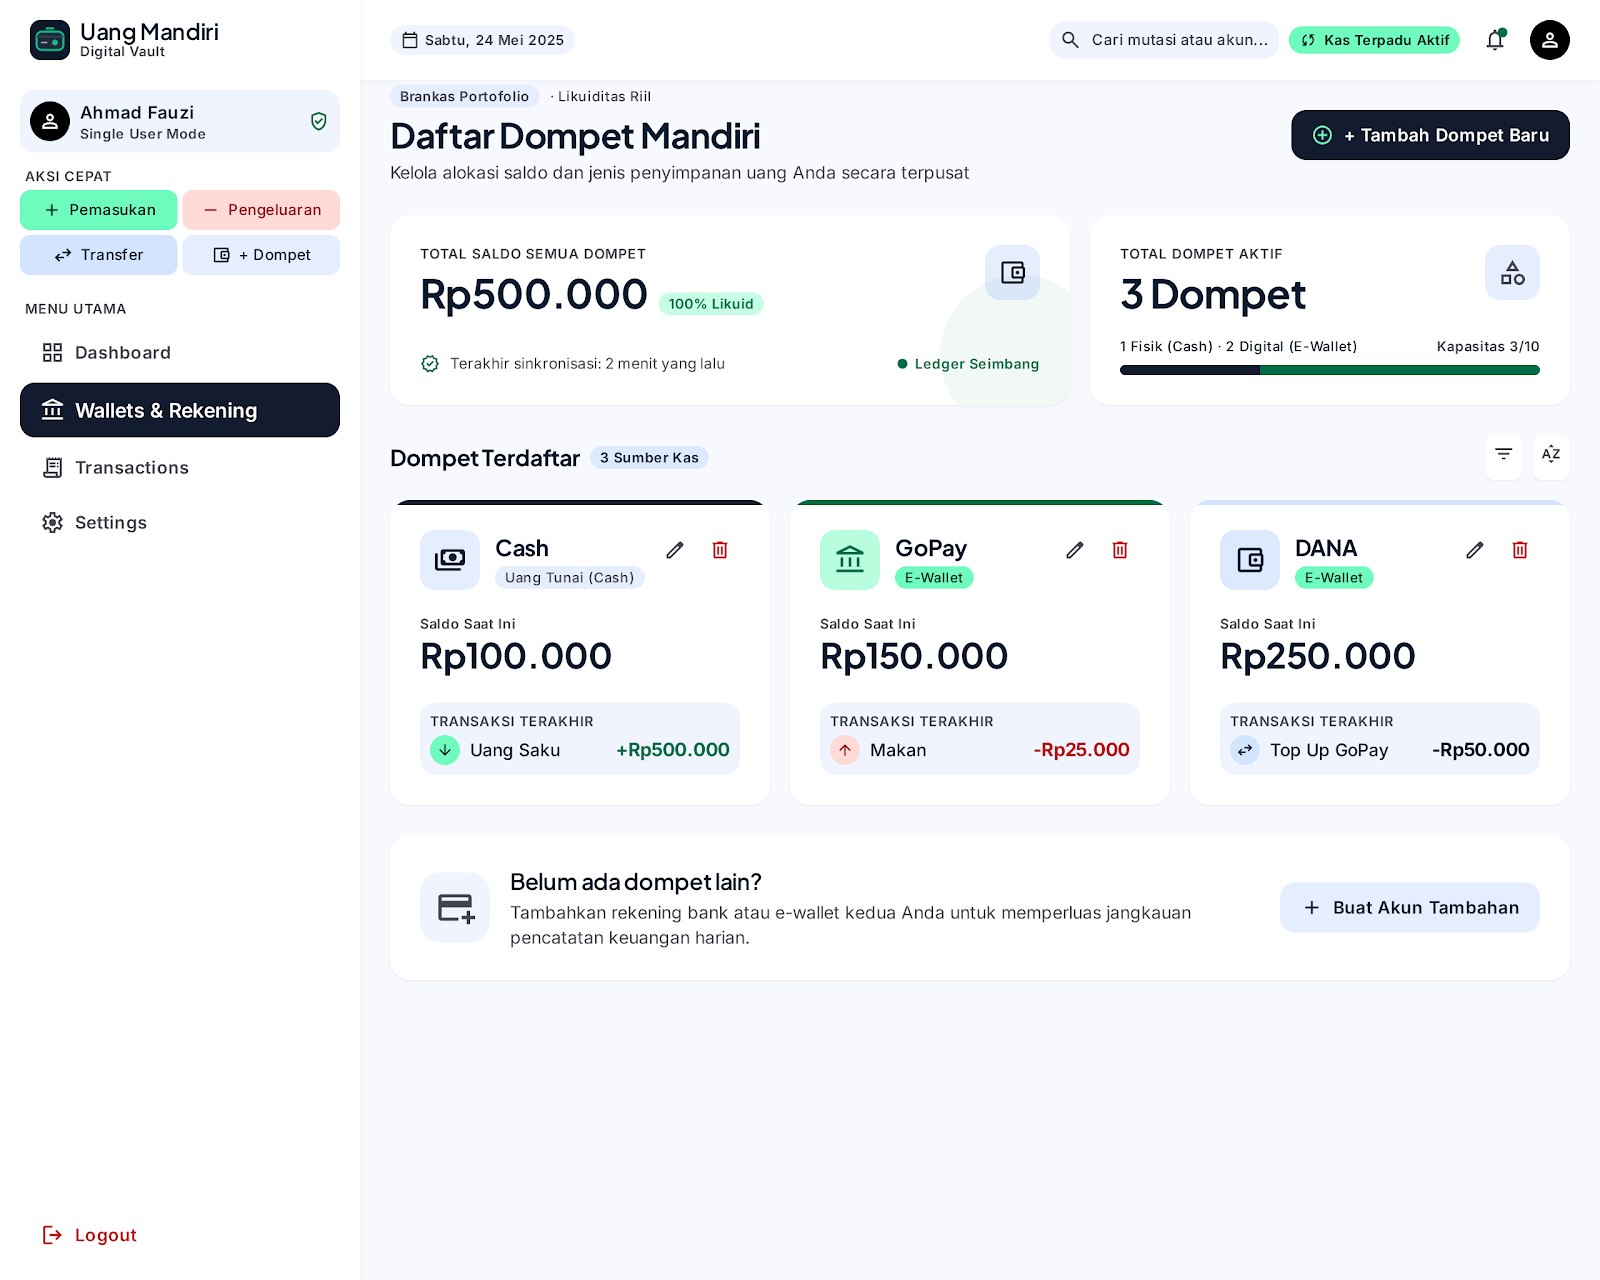 Uang Mandiri
Digital Vault
Ahmad Fauzi
Single User Mode
AKSI CEPAT
+ Pemasukan
− Pengeluaran
Transfer
+ Dompet
MENU UTAMA
Dashboard
Wallets & Rekening
Transactions
Settings
Logout
Sabtu, 24 Mei 2025
Cari mutasi atau akun...
Kas Terpadu Aktif
Brankas Portofolio · Likuiditas Riil
Daftar Dompet Mandiri
Kelola alokasi saldo dan jenis penyimpanan uang Anda secara terpusat
+ Tambah Dompet Baru
TOTAL SALDO SEMUA DOMPET
Rp500.000 100% Likuid
Terakhir sinkronisasi: 2 menit yang lalu
Ledger Seimbang
TOTAL DOMPET AKTIF
3 Dompet
1 Fisik (Cash) · 2 Digital (E-Wallet)
Kapasitas 3/10
Dompet Terdaftar 3 Sumber Kas
AZ
Cash
Uang Tunai (Cash)
Saldo Saat Ini
Rp100.000
TRANSAKSI TERAKHIR
Uang Saku +Rp500.000
GoPay
E-Wallet
Saldo Saat Ini
Rp150.000
TRANSAKSI TERAKHIR
Makan -Rp25.000
DANA
E-Wallet
Saldo Saat Ini
Rp250.000
TRANSAKSI TERAKHIR
Top Up GoPay -Rp50.000
Belum ada dompet lain?
Tambahkan rekening bank atau e-wallet kedua Anda untuk memperluas jangkauan
pencatatan keuangan harian.
+ Buat Akun Tambahan